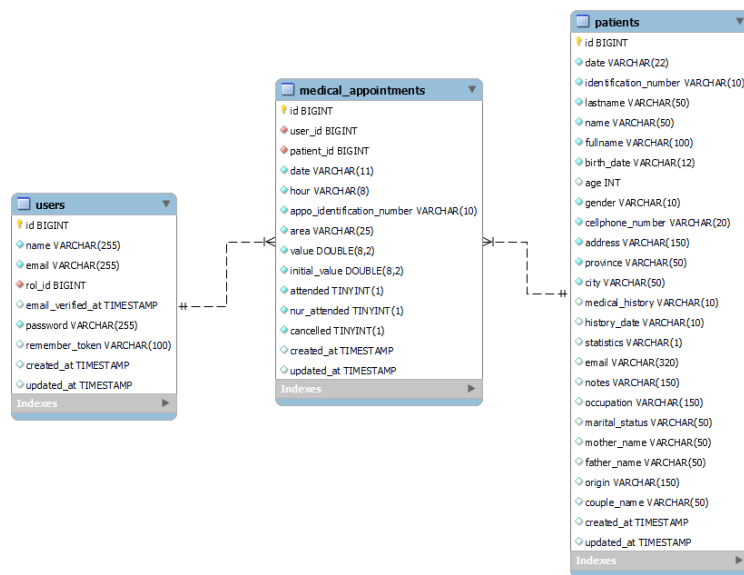 users
id BIGINT
name VARCHAR(255)
email VARCHAR(255)
rol_id BIGINT
email_verified_at TIMESTAMP
password VARCHAR(255)
remember_token VARCHAR(100)
created_at TIMESTAMP
updated_at TIMESTAMP
Indexes
medical_appointments
id BIGINT
user_id BIGINT
patient_id BIGINT
date VARCHAR(11)
hour VARCHAR(8)
appo_identification_number VARCHAR(10)
area VARCHAR(25)
value DOUBLE(8,2)
initial_value DOUBLE(8,2)
attended TINYINT(1)
nur_attended TINYINT(1)
cancelled TINYINT(1)
created_at TIMESTAMP
updated_at TIMESTAMP
Indexes
patients
id BIGINT
date VARCHAR(22)
identification_number VARCHAR(10)
lastname VARCHAR(50)
name VARCHAR(50)
fullname VARCHAR(100)
birth_date VARCHAR(12)
age INT
gender VARCHAR(10)
cellphone_number VARCHAR(20)
address VARCHAR(150)
province VARCHAR(50)
city VARCHAR(50)
medical_history VARCHAR(10)
history_date VARCHAR(10)
statistics VARCHAR(1)
email VARCHAR(320)
notes VARCHAR(150)
occupation VARCHAR(150)
marital_status VARCHAR(50)
mother_name VARCHAR(50)
father_name VARCHAR(50)
origin VARCHAR(150)
couple_name VARCHAR(50)
created_at TIMESTAMP
updated_at TIMESTAMP
Indexes